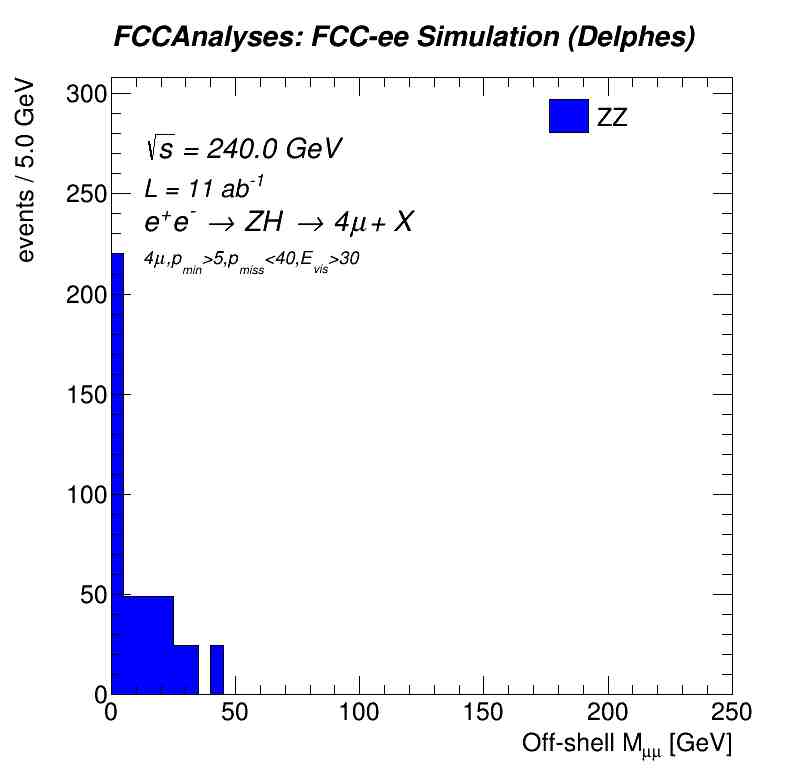 FCCAnalyses: FCC-ee Simulation (Delphes)
events / 5.0 GeV
300
250
200
150
100
50
0
ZZ
√s = 240.0 GeV
L = 11 ab⁻¹
e⁺e⁻ → ZH → 4μ + X
4μ,p_min>5,p_miss<40,E_vis>30
0 50 100 150 200 250
Off-shell M_μμ [GeV]